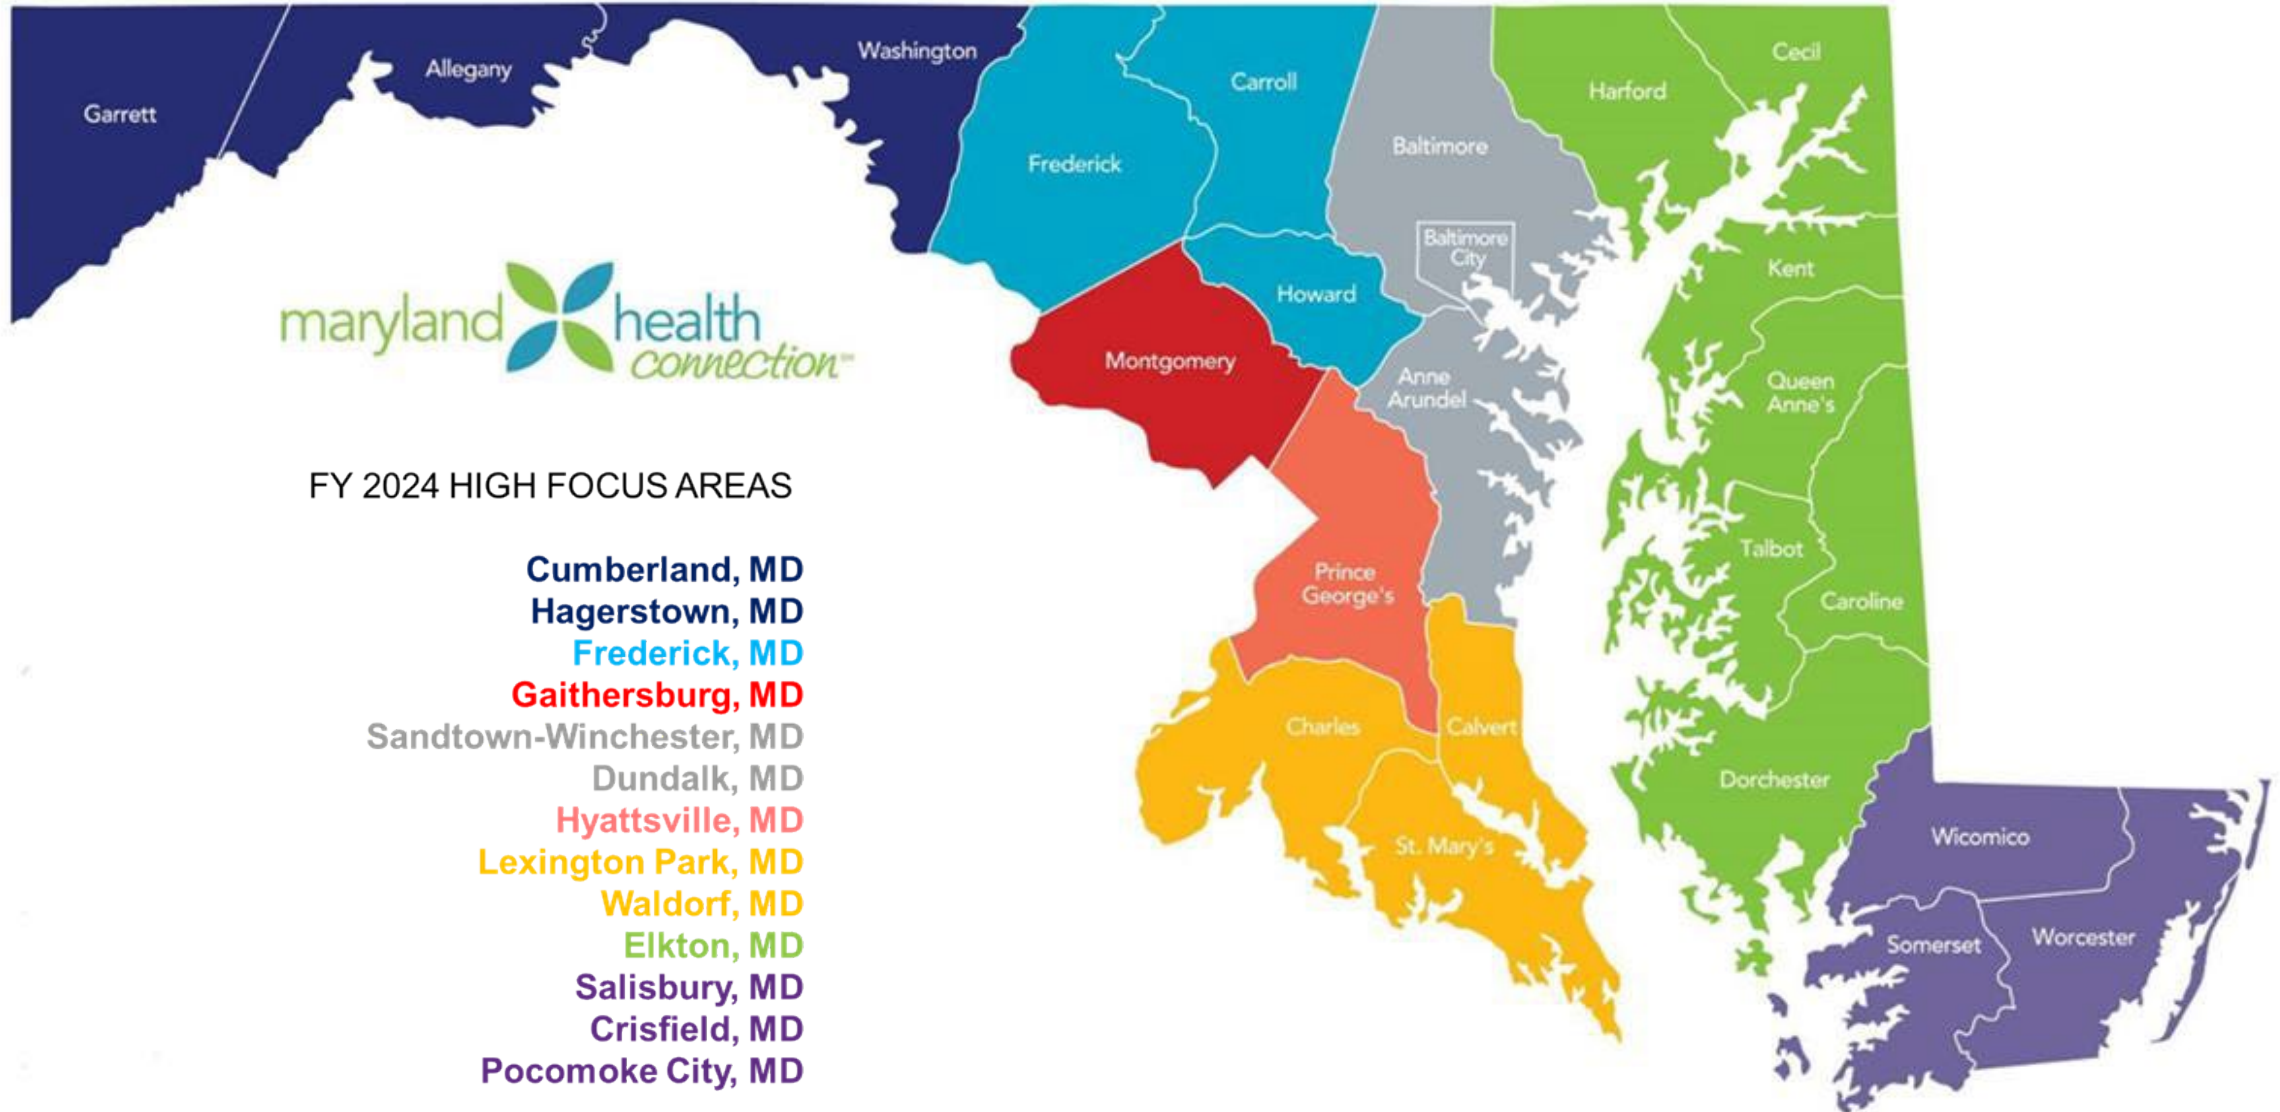 Garrett
Allegany
Washington
Frederick
Carroll
Baltimore
Harford
Cecil
Baltimore
City
Howard
Kent
Montgomery
Anne
Arundel
Queen
Anne's
Talbot
Caroline
Prince
George's
Charles
Calvert
St. Mary's
Dorchester
Wicomico
Somerset
Worcester
maryland health
connection
FY 2024 HIGH FOCUS AREAS
Cumberland, MD
Hagerstown, MD
Frederick, MD
Gaithersburg, MD
Sandtown-Winchester, MD
Dundalk, MD
Hyattsville, MD
Lexington Park, MD
Waldorf, MD
Elkton, MD
Salisbury, MD
Crisfield, MD
Pocomoke City, MD